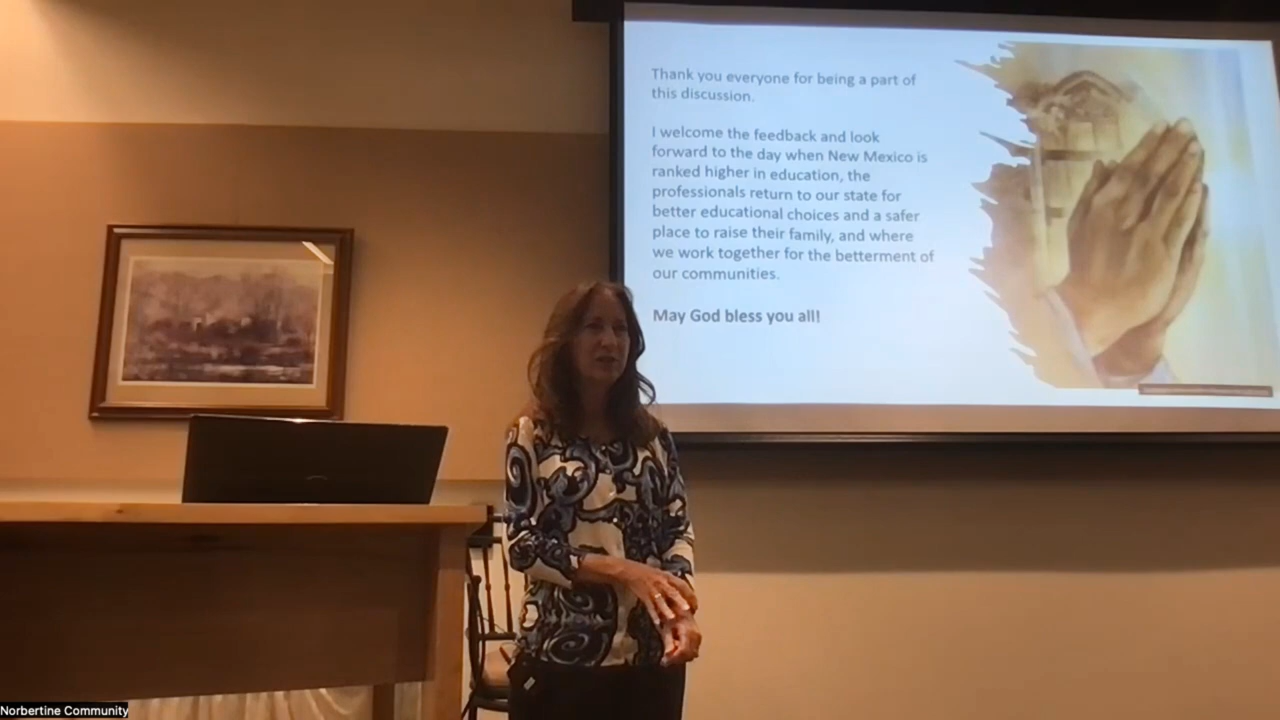 Thank you everyone for being a part of
this discussion.
I welcome the feedback and look
forward to the day when New Mexico is
ranked higher in education, the
professionals return to our state for
better educational choices and a safer
place to raise their family, and where
we work together for the betterment of
our communities.
May God bless you all!
Norbertine Community